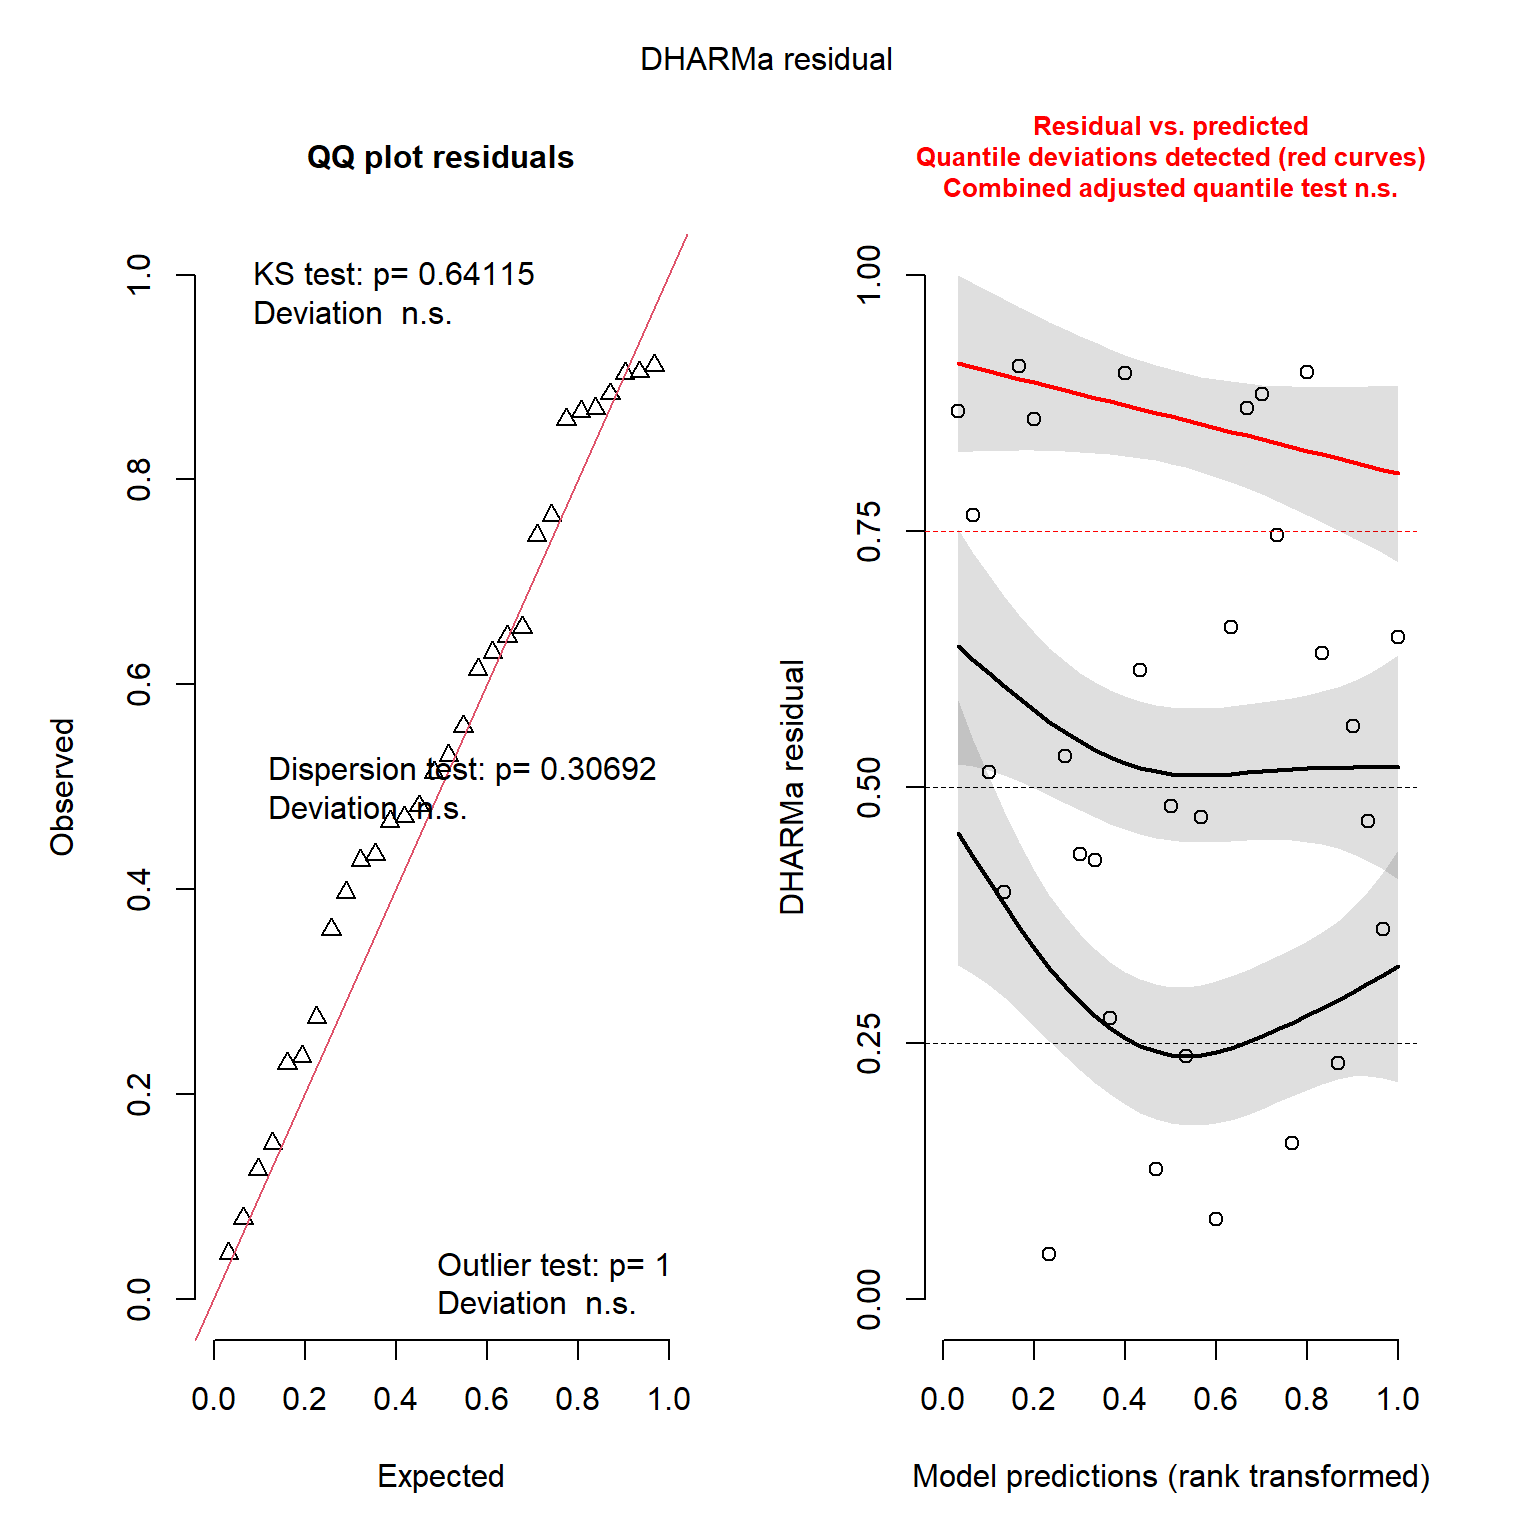 DHARMa residual
QQ plot residuals
KS test: p= 0.64115
Deviation  n.s.
Dispersion test: p= 0.30692
Deviation  n.s.
Outlier test: p= 1
Deviation  n.s.
Observed
1.0
0.8
0.6
0.4
0.2
0.0
0.0 0.2 0.4 0.6 0.8 1.0
Expected
Residual vs. predicted
Quantile deviations detected (red curves)
Combined adjusted quantile test n.s.
DHARMa residual
1.00
0.75
0.50
0.25
0.00
0.0 0.2 0.4 0.6 0.8 1.0
Model predictions (rank transformed)